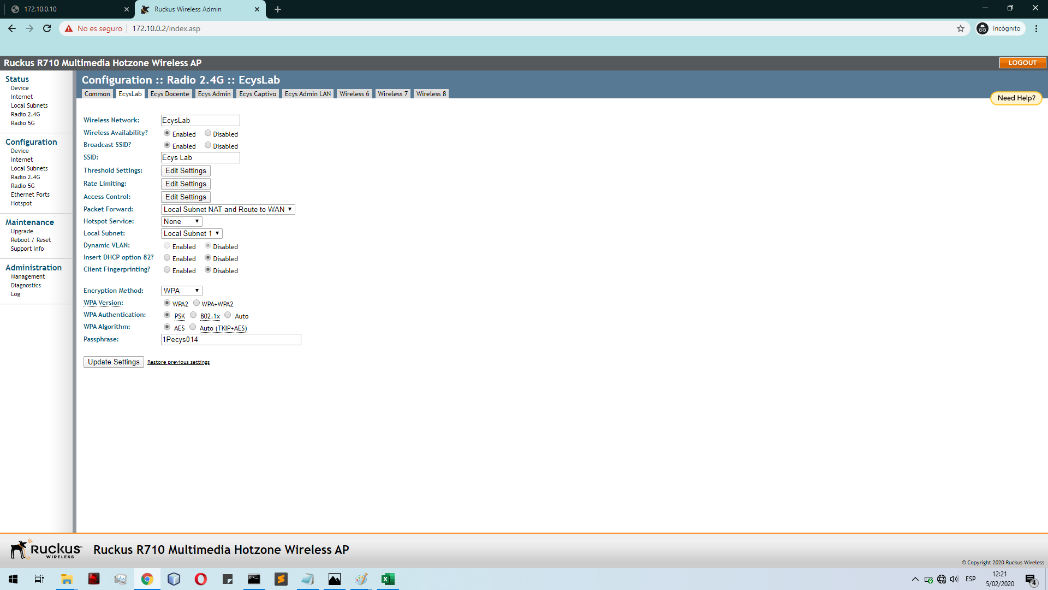 172.10.0.10
Ruckus Wireless Admin
No es seguro
172.10.0.2/index.asp
Incógnito
Ruckus R710 Multimedia Hotzone Wireless AP
LOGOUT
Status
Device
Internet
Local Subnets
Radio 2.4G
Radio 5G
Configuration
Device
Internet
Local Subnets
Radio 2.4G
Radio 5G
Ethernet Ports
Hotspot
Maintenance
Upgrade
Reboot / Reset
Support Info
Administration
Management
Diagnostics
Log
Configuration :: Radio 2.4G :: EcysLab
Common EcysLab Ecys Docente Ecys Admin Ecys Captivo Ecys Admin LAN Wireless 6 Wireless 7 Wireless 8
Need Help?
Wireless Network: EcysLab
Wireless Availability? Enabled Disabled
Broadcast SSID? Enabled Disabled
SSID: Ecys Lab
Threshold Settings: Edit Settings
Rate Limiting: Edit Settings
Access Control: Edit Settings
Packet Forward: Local Subnet NAT and Route to WAN
Hotspot Service: None
Local Subnet: Local Subnet 1
Dynamic VLAN: Enabled Disabled
Insert DHCP option 82? Enabled Disabled
Client Fingerprinting? Enabled Disabled
Encryption Method: WPA
WPA Version: WPA2 WPA+WPA2
WPA Authentication: PSK 802.1x Auto
WPA Algorithm: AES Auto (TKIP+AES)
Passphrase: 1Pecys014
Update Settings Restore previous settings
Ruckus WIRELESS
Ruckus R710 Multimedia Hotzone Wireless AP
© Copyright 2020 Ruckus Wireless
ESP
12:21
5/02/2020
4